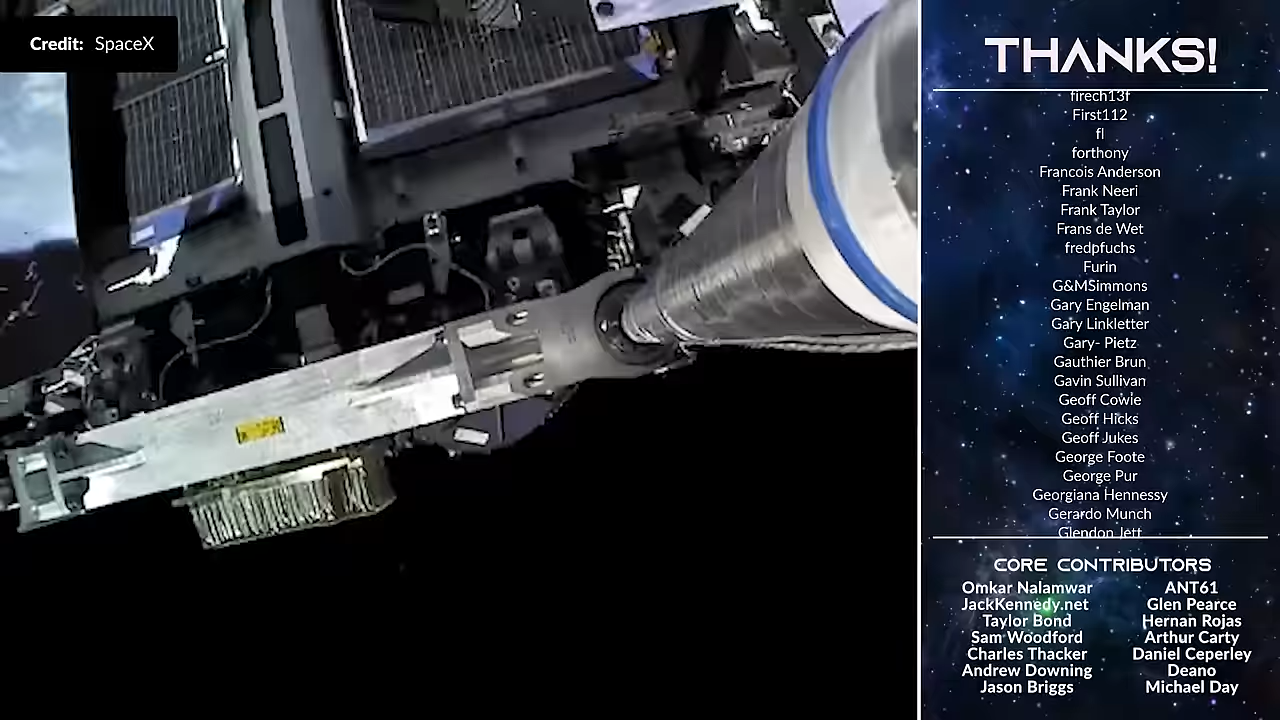 Credit: SpaceX
THANKS!
firech13f
First112
fl
forthony
Francois Anderson
Frank Neeri
Frank Taylor
Frans de Wet
fredpfuchs
Furin
G&MSimmons
Gary Engelman
Gary Linkletter
Gary- Pietz
Gauthier Brun
Gavin Sullivan
Geoff Cowie
Geoff Hicks
Geoff Jukes
George Foote
George Pur
Georgiana Hennessy
Gerardo Munch
Glendon Jett
CORE CONTRIBUTORS
Omkar Nalamwar
JackKennedy.net
Taylor Bond
Sam Woodford
Charles Thacker
Andrew Downing
Jason Briggs
ANT61
Glen Pearce
Hernan Rojas
Arthur Carty
Daniel Ceperley
Deano
Michael Day